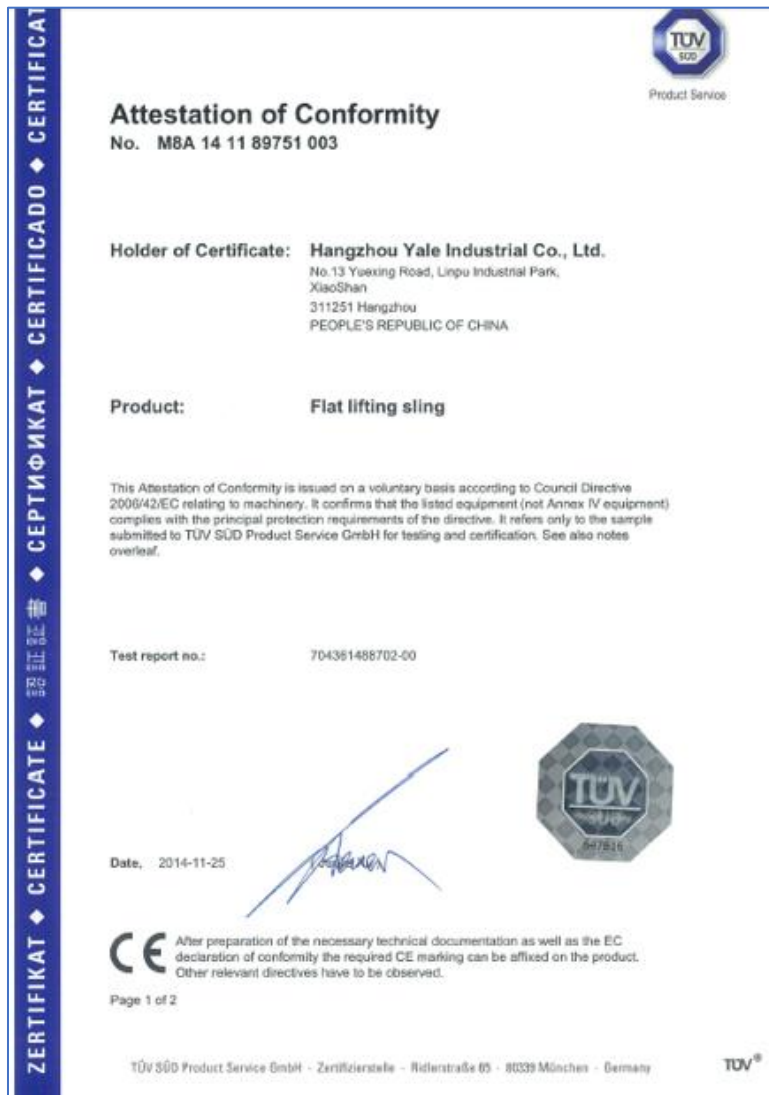 ZERTIFIKAT ◆ CERTIFICATE ◆ 認証証書 ◆ СЕРТИФИКАТ ◆ CERTIFICADO ◆ CERTIFICAT
TÜV
SÜD
Product Service
Attestation of Conformity
No. M8A 14 11 89751 003
Holder of Certificate: Hangzhou Yale Industrial Co., Ltd.
No.13 Yuexing Road, Linpu Industrial Park,
XiaoShan
311251 Hangzhou
PEOPLE'S REPUBLIC OF CHINA
Product: Flat lifting sling
This Attestation of Conformity is issued on a voluntary basis according to Council Directive
2006/42/EC relating to machinery. It confirms that the listed equipment (not Annex IV equipment)
complies with the principal protection requirements of the directive. It refers only to the sample
submitted to TÜV SÜD Product Service GmbH for testing and certification. See also notes
overleaf.
Test report no.: 704361488702-00
TÜV
SÜD
Date, 2014-11-25
CE After preparation of the necessary technical documentation as well as the EC
declaration of conformity the required CE marking can be affixed on the product.
Other relevant directives have to be observed.
Page 1 of 2
TÜV SÜD Product Service GmbH - Zertifizierstelle - Ridlerstraße 65 - 80339 München - Germany
TÜV®